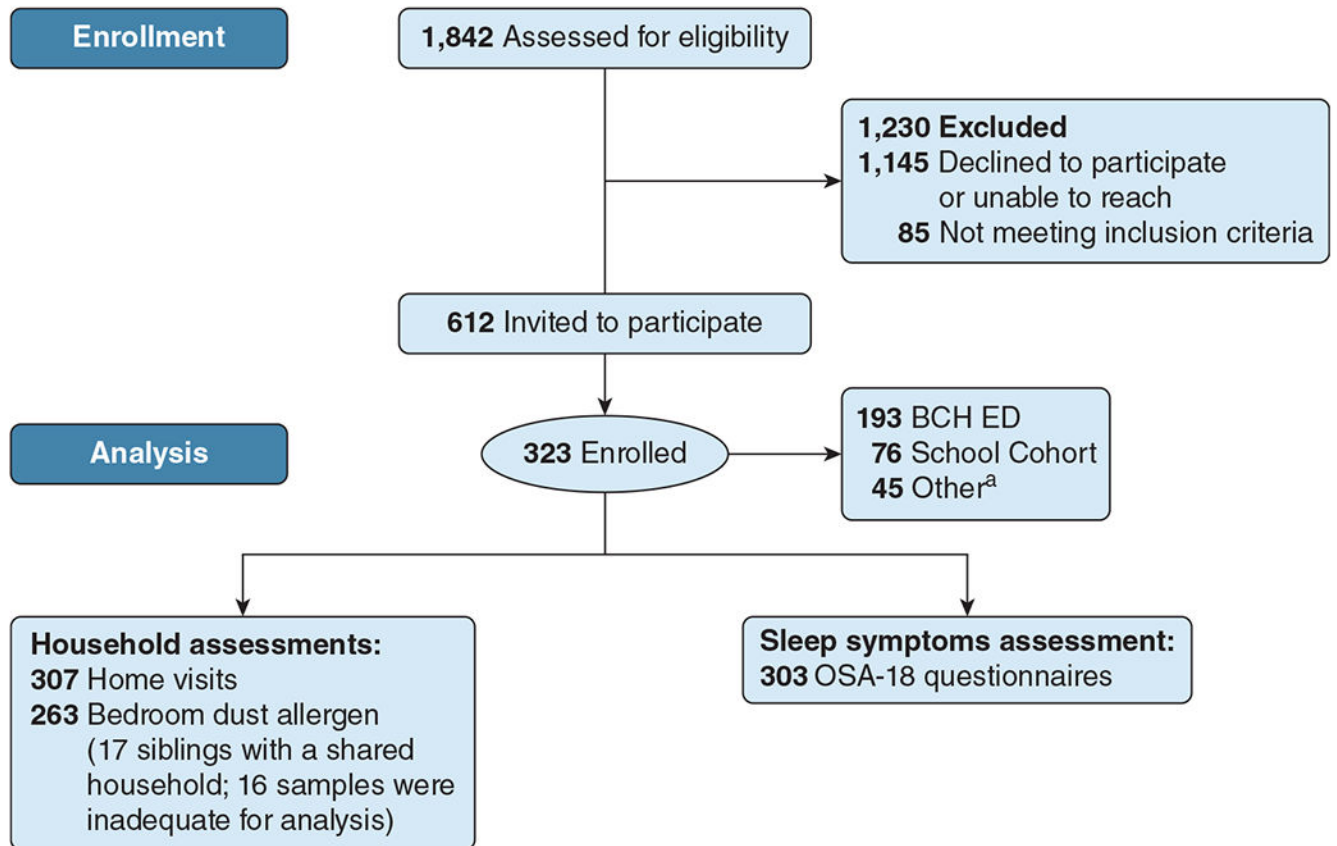 Enrollment
1,842 Assessed for eligibility
1,230 Excluded
1,145 Declined to participate
or unable to reach
85 Not meeting inclusion criteria
612 Invited to participate
Analysis
323 Enrolled
193 BCH ED
76 School Cohort
45 Otherᵃ
Household assessments:
307 Home visits
263 Bedroom dust allergen
(17 siblings with a shared
household; 16 samples were
inadequate for analysis)
Sleep symptoms assessment:
303 OSA-18 questionnaires